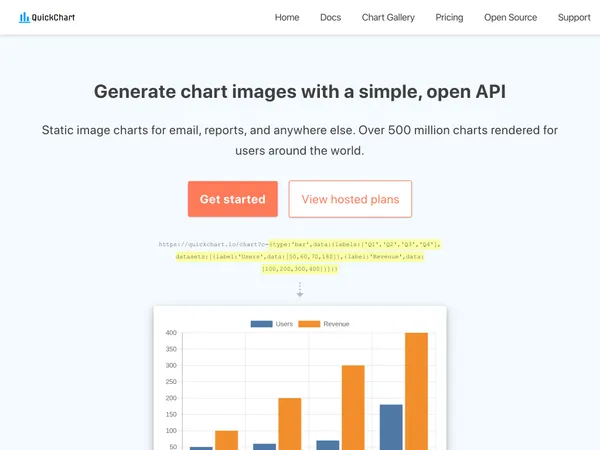 QuickChart
Home Docs Chart Gallery Pricing Open Source Support
Generate chart images with a simple, open API
Static image charts for email, reports, and anywhere else. Over 500 million charts rendered for
users around the world.
Get started View hosted plans
https://quickchart.io/chart?c={type:'bar',data:{labels:['Q1','Q2','Q3','Q4'],
datasets:[{label:'Users',data:[50,60,70,180]},{label:'Revenue',data:
[100,200,300,400]}]}}
Users Revenue
400
350
300
250
200
150
100
50